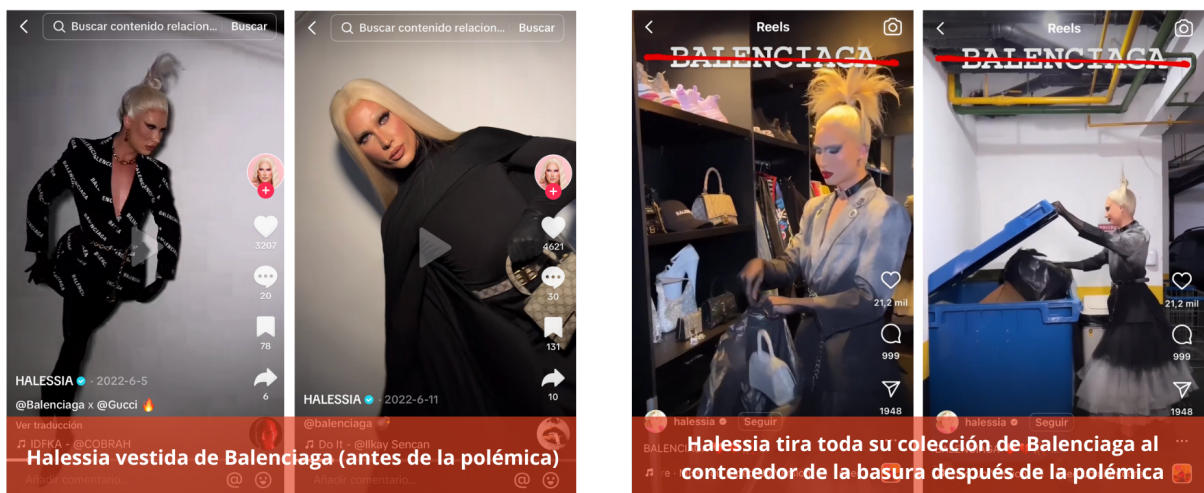 Buscar contenido relacion... Buscar
3207
20
78
6
HALESSIA · 2022-6-5
@Balenciaga x @Gucci 🔥
Ver traducción
IDFKA - @COBRAH
Añadir comentario...
Buscar contenido relacion... Buscar
4621
30
131
10
HALESSIA · 2022-6-11
@balenciaga
Do It - @Ilkay Sencan
Añadir comentario...
Halessia vestida de Balenciaga (antes de la polémica)
Reels
BALENCIAGA
21,2 mil
999
1948
halessia Seguir
Reels
BALENCIAGA
21,2 mil
999
1948
halessia Seguir
Halessia tira toda su colección de Balenciaga al
contenedor de la basura después de la polémica